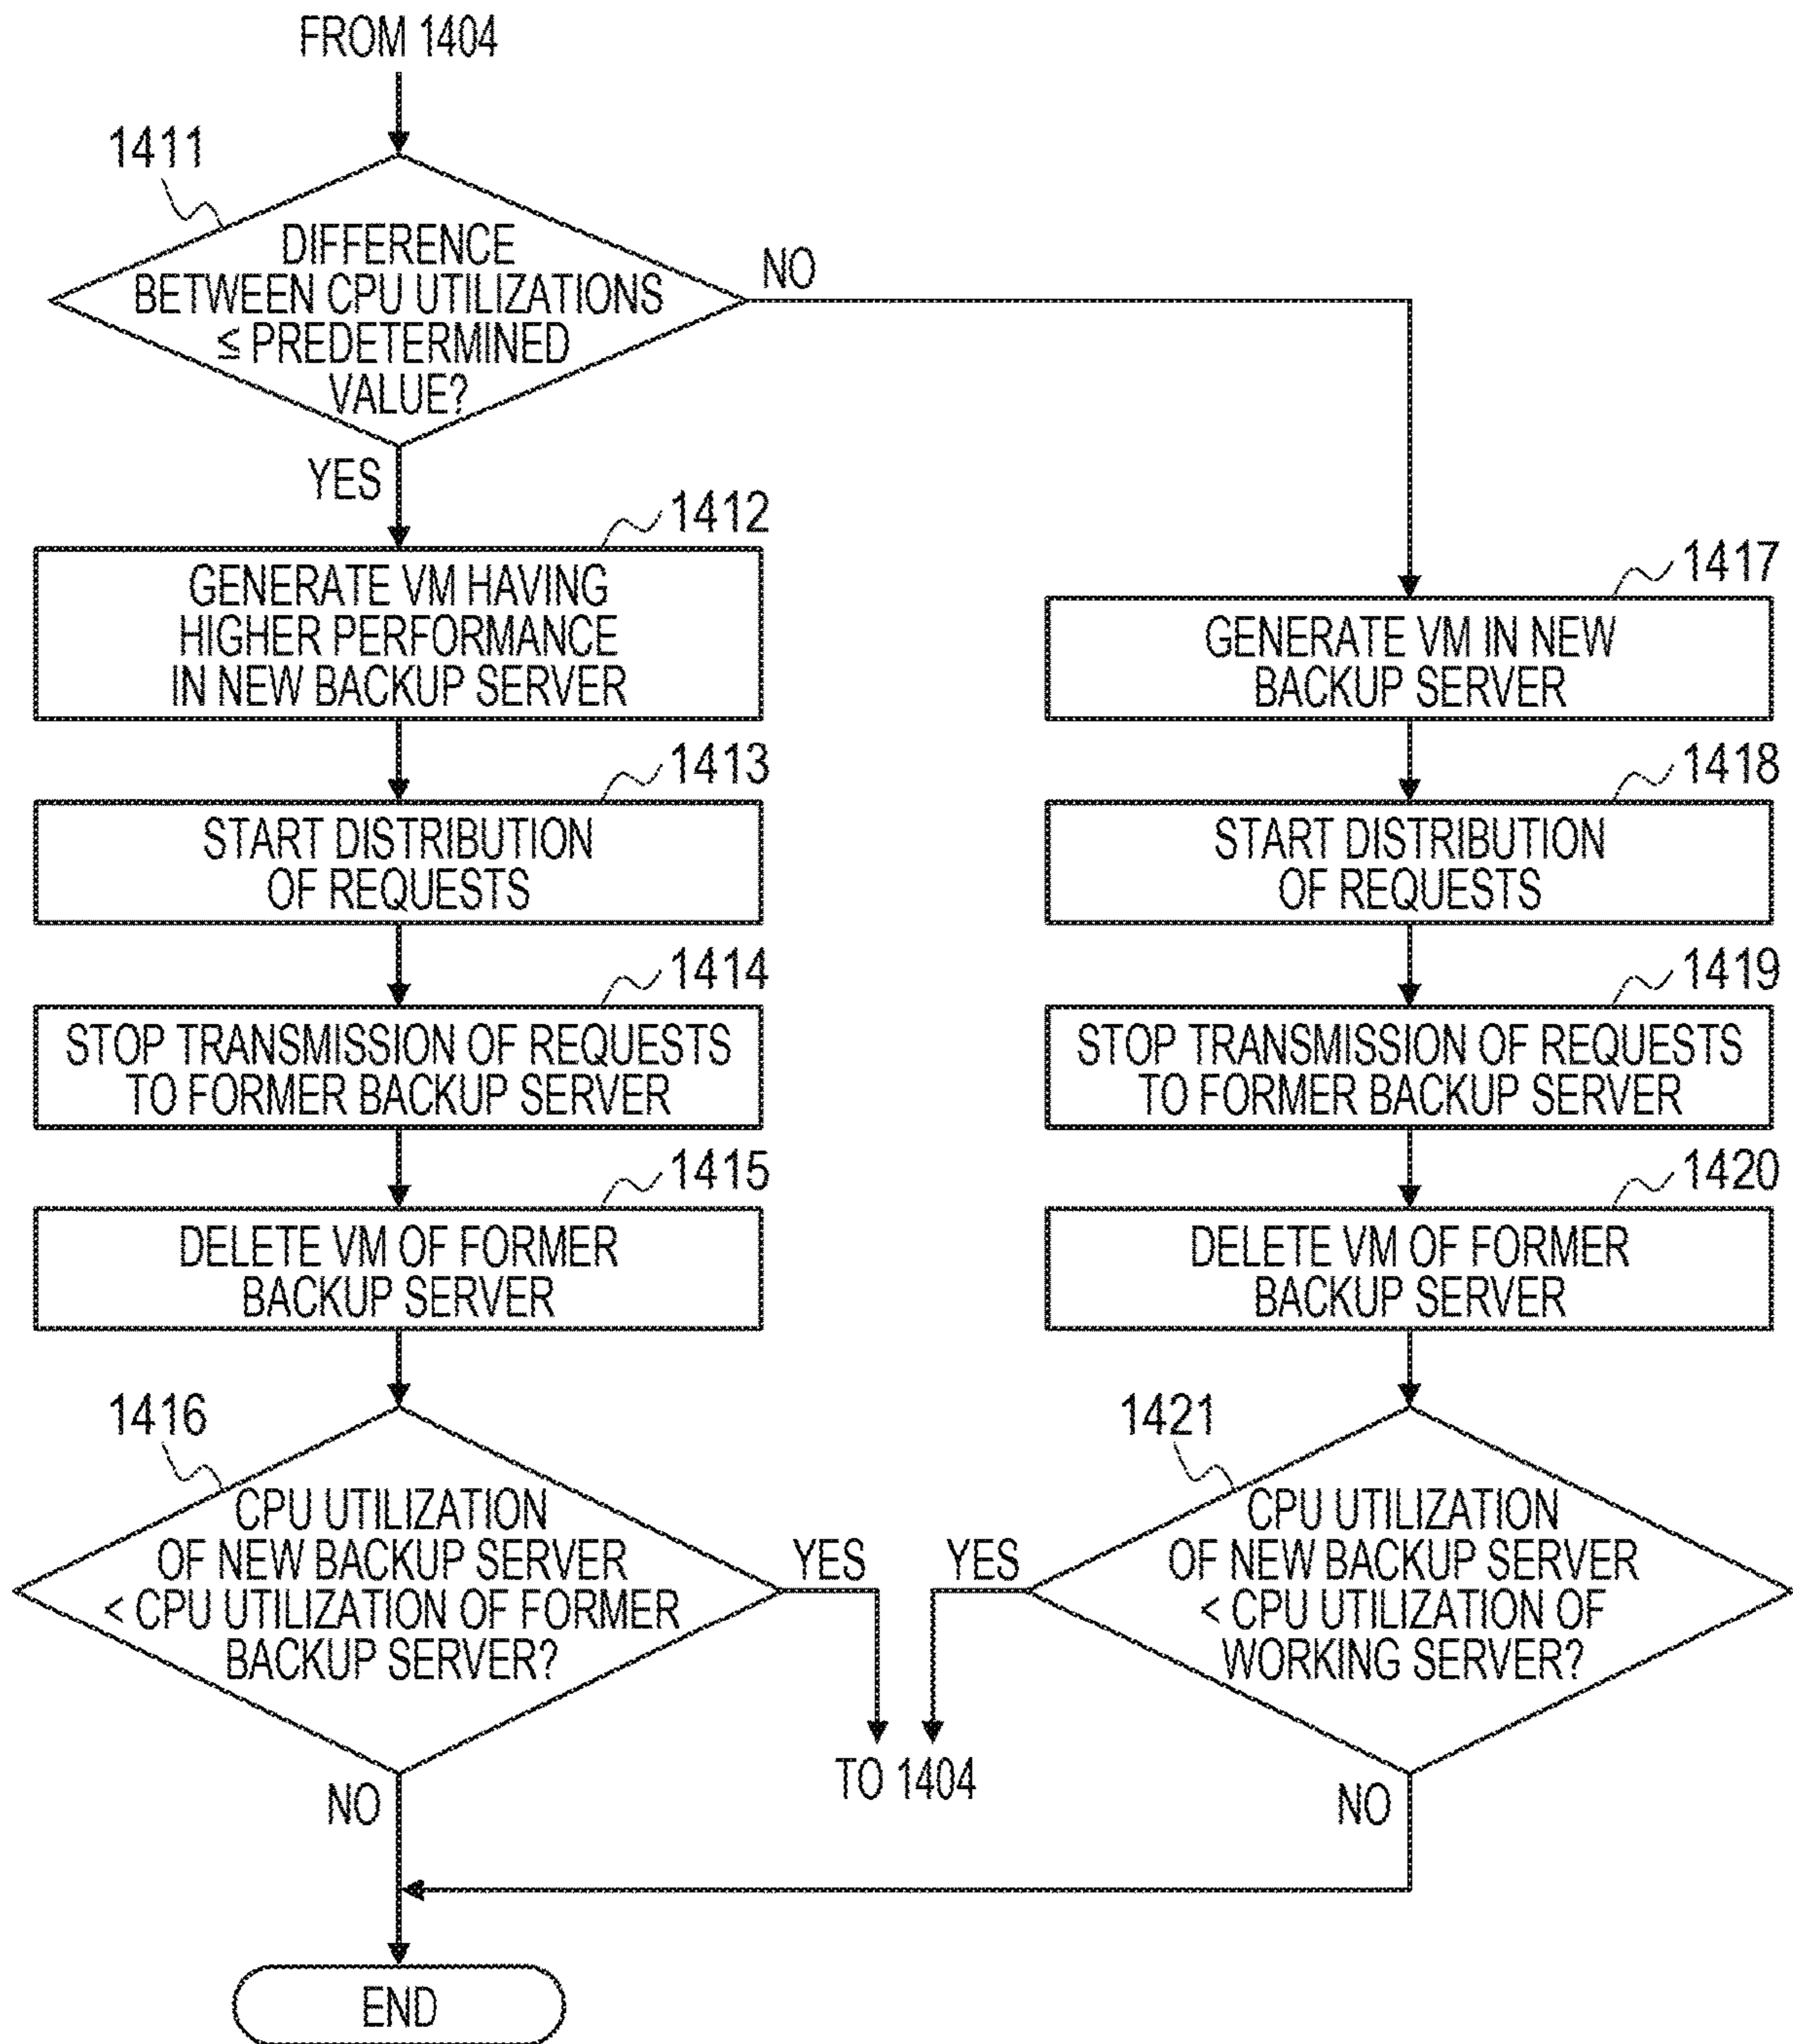 FROM 1404
1411
DIFFERENCE
BETWEEN CPU UTILIZATIONS
≦ PREDETERMINED
VALUE?
NO
YES
1412
GENERATE VM HAVING
HIGHER PERFORMANCE
IN NEW BACKUP SERVER
1413
START DISTRIBUTION
OF REQUESTS
1414
STOP TRANSMISSION OF REQUESTS
TO FORMER BACKUP SERVER
1415
DELETE VM OF FORMER
BACKUP SERVER
1416
CPU UTILIZATION
OF NEW BACKUP SERVER
< CPU UTILIZATION OF FORMER
BACKUP SERVER?
YES
NO
1417
GENERATE VM IN NEW
BACKUP SERVER
1418
START DISTRIBUTION
OF REQUESTS
1419
STOP TRANSMISSION OF REQUESTS
TO FORMER BACKUP SERVER
1420
DELETE VM OF FORMER
BACKUP SERVER
1421
CPU UTILIZATION
OF NEW BACKUP SERVER
< CPU UTILIZATION OF
WORKING SERVER?
YES
NO
TO 1404
END